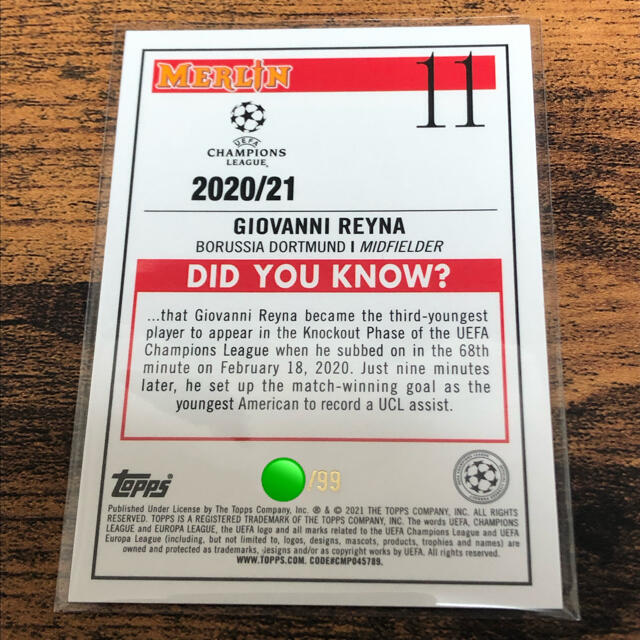 MERLIN
11
UEFA
CHAMPIONS
LEAGUE
2020/21
GIOVANNI REYNA
BORUSSIA DORTMUND | MIDFIELDER
DID YOU KNOW?
...that Giovanni Reyna became the third-youngest
player to appear in the Knockout Phase of the UEFA
Champions League when he subbed on in the 68th
minute on February 18, 2020. Just nine minutes
later, he set up the match-winning goal as the
youngest American to record a UCL assist.
topps
/99
Published Under License by The Topps Company, Inc. ® & © 2021 THE TOPPS COMPANY, INC. ALL RIGHTS
RESERVED. TOPPS IS A REGISTERED TRADEMARK OF THE TOPPS COMPANY, INC. The words UEFA, CHAMPIONS
LEAGUE and EUROPA LEAGUE, the UEFA logo and all marks related to the UEFA Champions League and UEFA
Europa League (including, but not limited to, logos, designs, mascots, products, trophies and names) are
owned and protected as trademarks, designs and/or as copyright works by UEFA. All rights reserved.
WWW.TOPPS.COM. CODE#CMP045789.